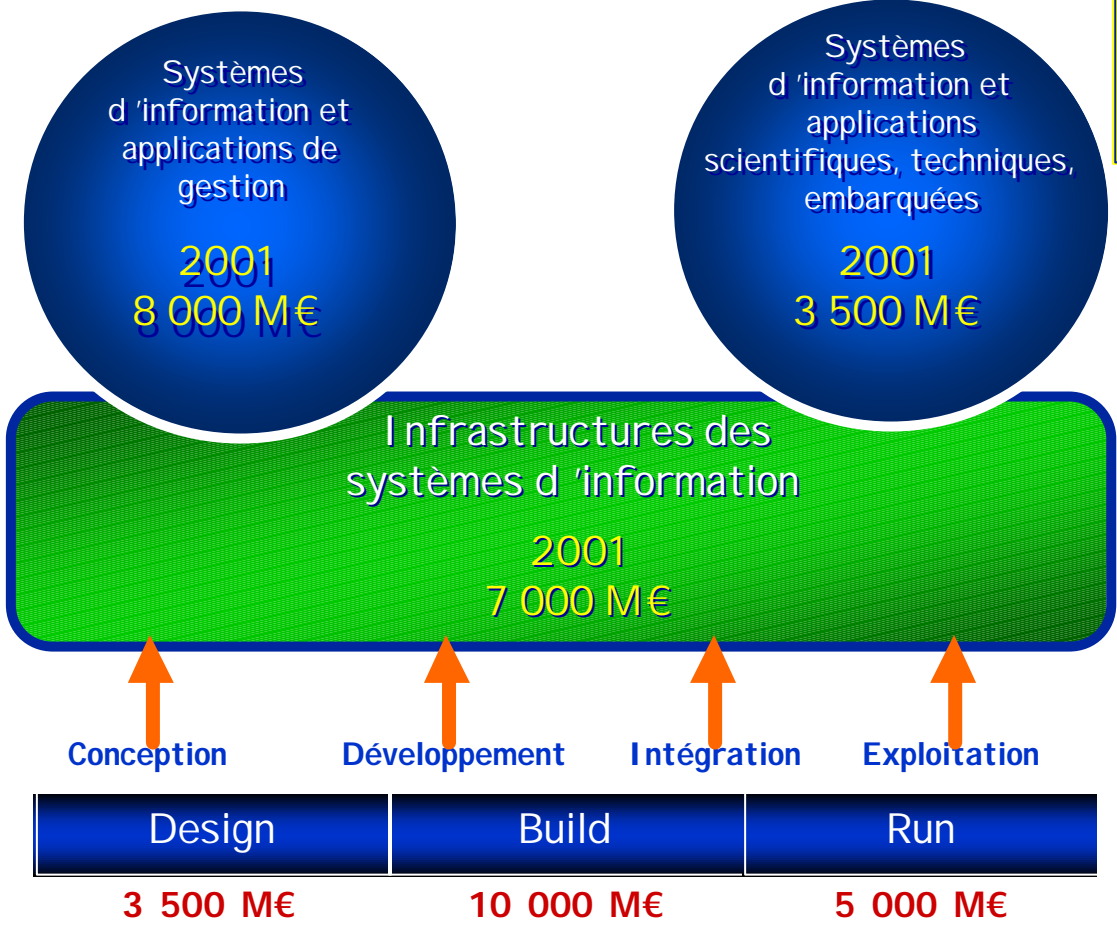 Systèmes
d ’information et
applications de
gestion
2001
8 000 M€
Systèmes
d ’information et
applications
scientifiques, techniques,
embarquées
2001
3 500 M€
Infrastructures des
systèmes d ’information
2001
7 000 M€
Conception Développement Intégration Exploitation
Design Build Run
3 500 M€ 10 000 M€ 5 000 M€